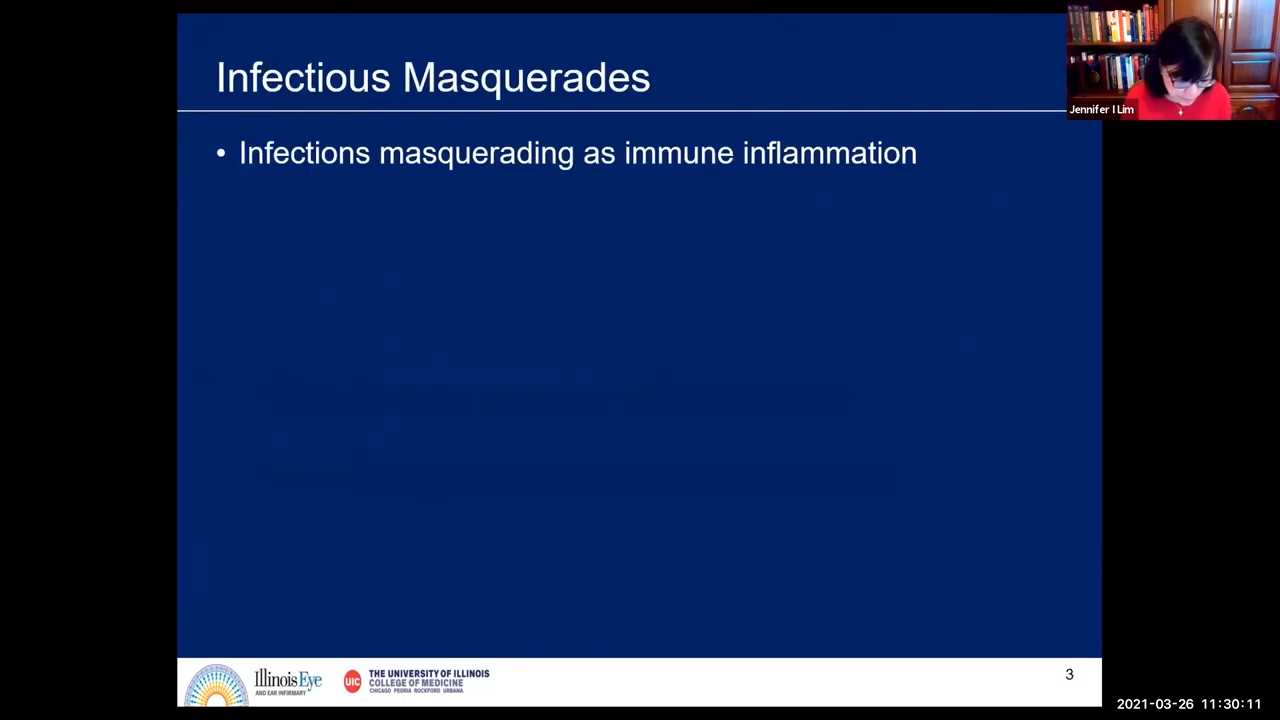 Infectious Masquerades
Jennifer I Lim
• Infections masquerading as immune inflammation
Illinois Eye
AND EAR INFIRMARY
UIC
THE UNIVERSITY OF ILLINOIS
COLLEGE OF MEDICINE
CHICAGO PEORIA ROCKFORD URBANA
3
2021-03-26 11:30:11